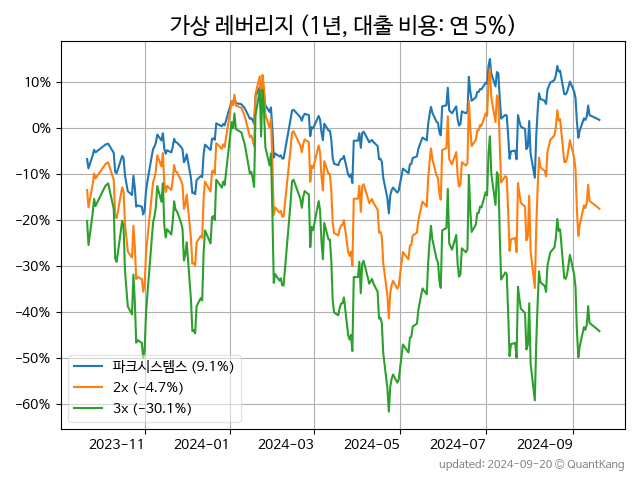 가상 레버리지 (1년, 대출 비용: 연 5%)
10%
0%
−10%
−20%
−30%
−40%
−50%
−60%
파크시스템스 (9.1%)
2x (−4.7%)
3x (−30.1%)
2023-11
2024-01
2024-03
2024-05
2024-07
2024-09
updated: 2024-09-20 © QuantKang